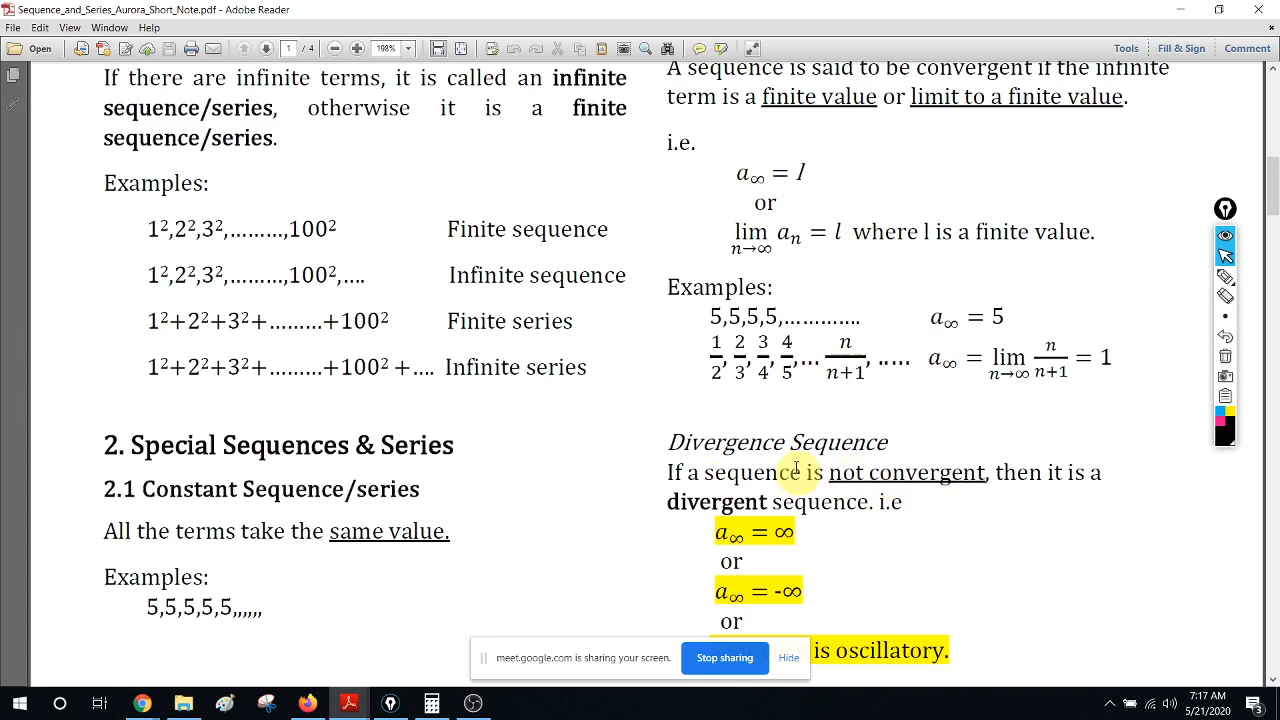 Sequence_and_Series_Aurora_Short_Note.pdf - Adobe Reader
File Edit View Window Help
Open 1 / 4 198% Tools Fill & Sign Comment
If there are infinite terms, it is called an infinite
sequence/series, otherwise it is a finite
sequence/series.
Examples:
1²,2²,3²,………,100² Finite sequence
1²,2²,3²,………,100²,…. Infinite sequence
1²+2²+3²+………+100² Finite series
1²+2²+3²+………+100² +…. Infinite series
2. Special Sequences & Series
2.1 Constant Sequence/series
All the terms take the same value.
Examples:
5,5,5,5,5,,,,,,
A sequence is said to be convergent if the infinite
term is a finite value or limit to a finite value.
i.e.
a∞ = l
or
lim n→∞ aₙ = l where l is a finite value.
Examples:
5,5,5,5,…………. a∞ = 5
1/2, 2/3, 3/4, 4/5,… n/n+1, ..… a∞ = lim n→∞ n/n+1 = 1
Divergence Sequence
If a sequence is not convergent, then it is a
divergent sequence. i.e
a∞ = ∞
or
a∞ = -∞
or
is oscillatory.
meet.google.com is sharing your screen. Stop sharing Hide
7:17 AM
5/21/2020
3